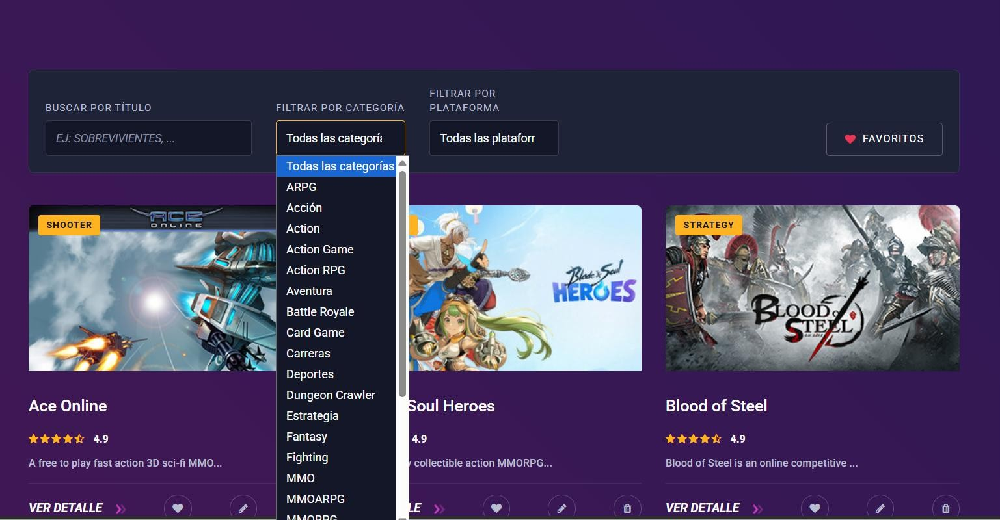 BUSCAR POR TÍTULO
FILTRAR POR CATEGORÍA
FILTRAR POR
PLATAFORMA
EJ: SOBREVIVIENTES, ...
Todas las categoría
Todas las plataforr
FAVORITOS
Todas las categorías
ARPG
Acción
Action
Action Game
Action RPG
Aventura
Battle Royale
Card Game
Carreras
Deportes
Dungeon Crawler
Estrategia
Fantasy
Fighting
MMO
MMOARPG
MMORPG
SHOOTER
ACE
ONLINE
Ace Online
4.9
A free to play fast action 3D sci-fi MMO...
VER DETALLE
Blade & Soul
HEROES
Soul Heroes
4.9
y collectible action MMORPG...
LE
STRATEGY
BLOOD of
STEEL
Blood of Steel
4.9
Blood of Steel is an online competitive ...
VER DETALLE